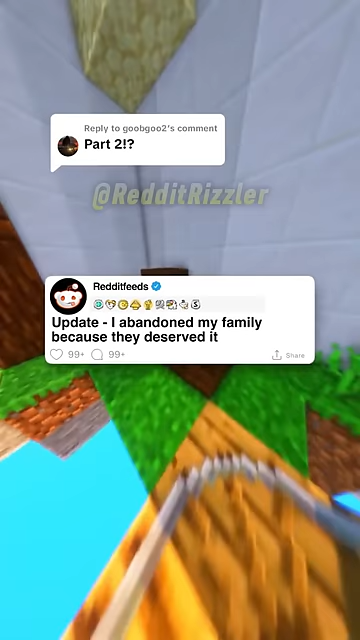 Reply to goobgoo2's comment
Part 2!?
@RedditRizzler
Redditfeeds
Update - I abandoned my family
because they deserved it
99+ 99+ Share